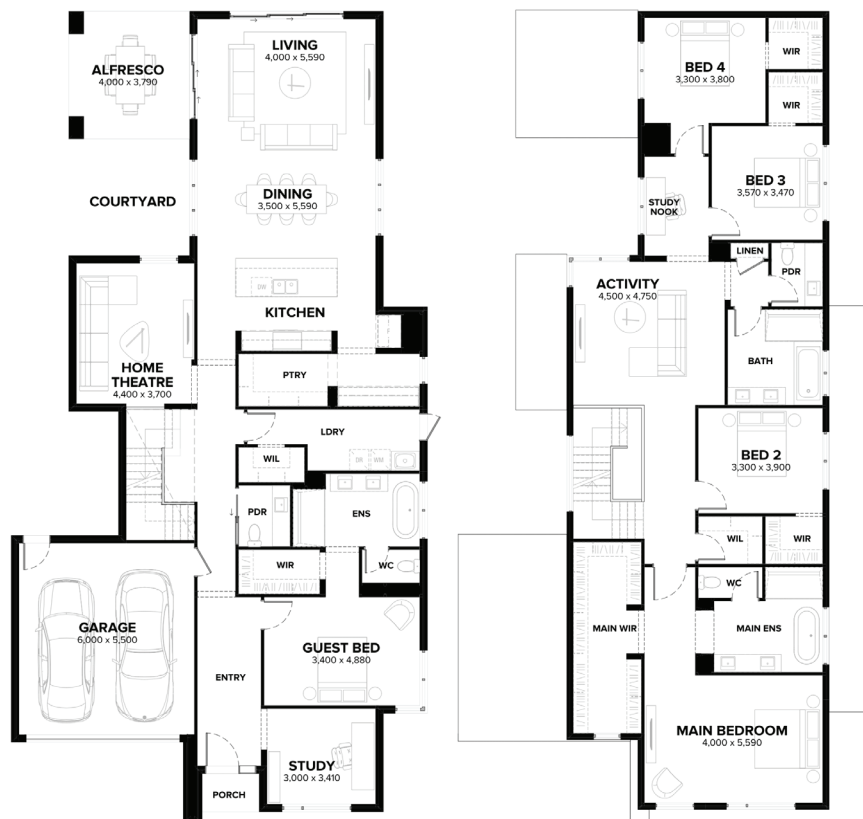 LIVING
4,000 x 5,590
ALFRESCO
4,000 x 3,790
DINING
3,500 x 5,590
COURTYARD
DW
KITCHEN
HOME
THEATRE
4,400 x 3,700
PTRY
LDRY
WIL
DR
WM
PDR
ENS
WIR
WC
GARAGE
6,000 x 5,500
GUEST BED
3,400 x 4,880
ENTRY
STUDY
3,000 x 3,410
PORCH
BED 4
3,300 x 3,800
WIR
WIR
BED 3
3,570 x 3,470
STUDY
NOOK
LINEN
PDR
ACTIVITY
4,500 x 4,750
BATH
BED 2
3,300 x 3,900
WIL
WIR
WC
MAIN WIR
MAIN ENS
MAIN BEDROOM
4,000 x 5,590